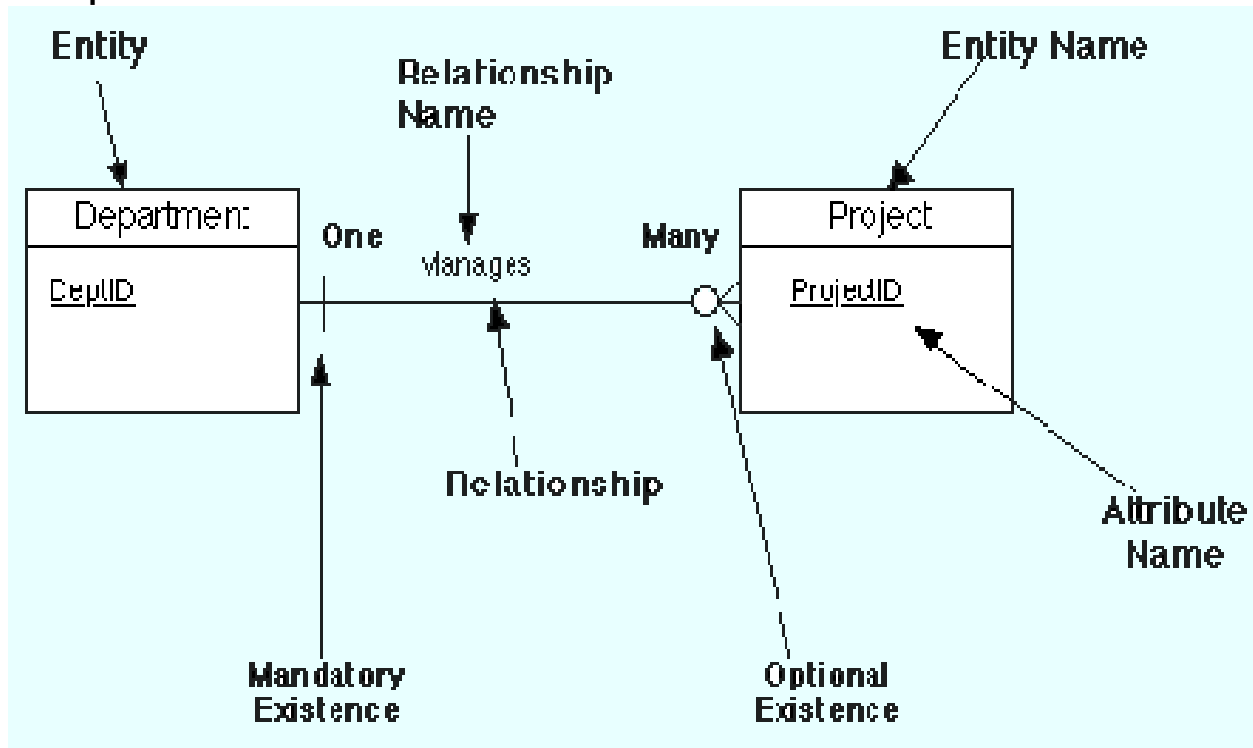 Entity
Entity Name
Relationship
Name
Department
One
Many
Project
Manages
DeptID
ProjectID
Relationship
Attribute
Name
Mandatory
Existence
Optional
Existence